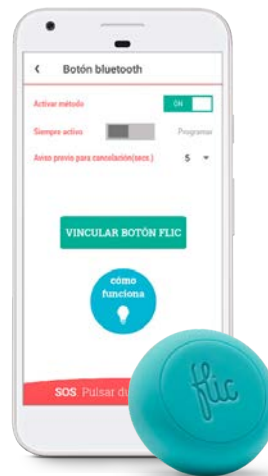 ‹ Botón bluetooth
Activar método ON
Siempre activo Programar
Aviso previo para cancelación(secs.) 5
VINCULAR BOTÓN FLIC
cómo
funciona
SOS: Pulsar du
flic